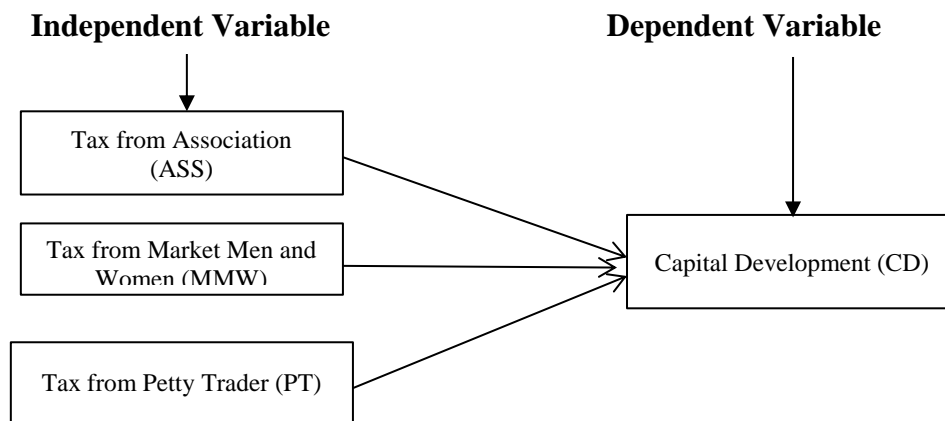 Independent Variable
Dependent Variable
Tax from Association
(ASS)
Tax from Market Men and
Women (MMW)
Capital Development (CD)
Tax from Petty Trader (PT)